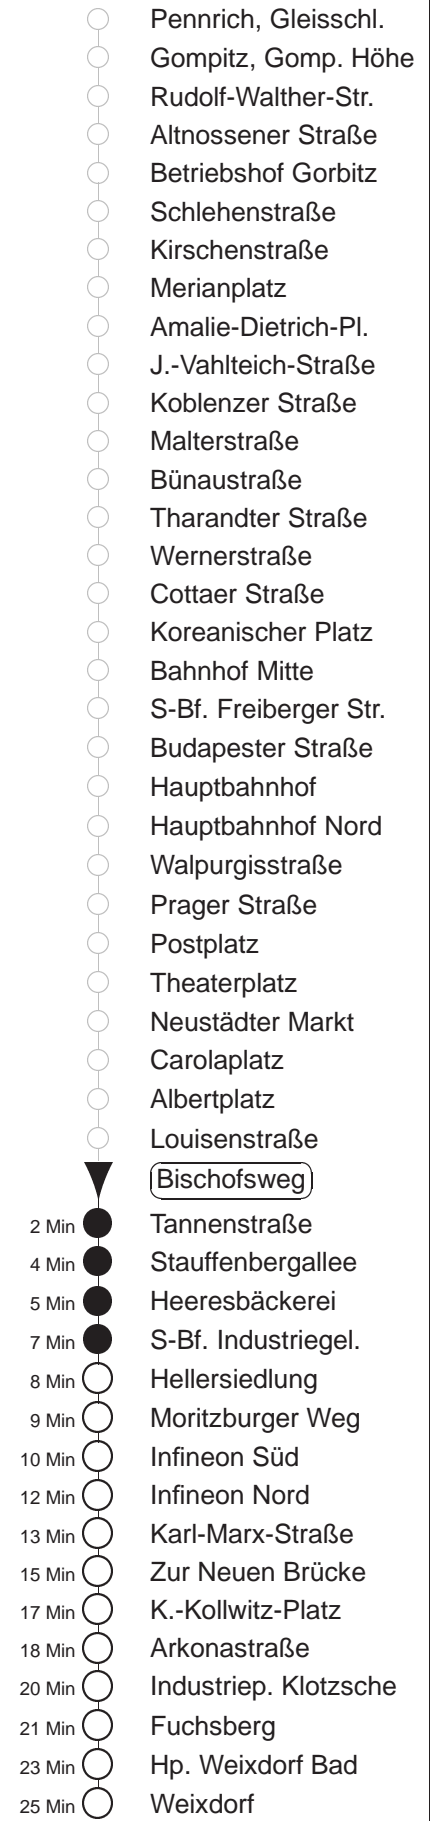 Pennrich, Gleisschl.
Gompitz, Gomp. Höhe
Rudolf-Walther-Str.
Altnossener Straße
Betriebshof Gorbitz
Schlehenstraße
Kirschenstraße
Merianplatz
Amalie-Dietrich-Pl.
J.-Vahlteich-Straße
Koblenzer Straße
Malterstraße
Bünaustraße
Tharandter Straße
Wernerstraße
Cottaer Straße
Koreanischer Platz
Bahnhof Mitte
S-Bf. Freiberger Str.
Budapester Straße
Hauptbahnhof
Hauptbahnhof Nord
Walpurgisstraße
Prager Straße
Postplatz
Theaterplatz
Neustädter Markt
Carolaplatz
Albertplatz
Louisenstraße
Bischofsweg
2 Min Tannenstraße
4 Min Stauffenbergallee
5 Min Heeresbäckerei
7 Min S-Bf. Industriegel.
8 Min Hellersiedlung
9 Min Moritzburger Weg
10 Min Infineon Süd
12 Min Infineon Nord
13 Min Karl-Marx-Straße
15 Min Zur Neuen Brücke
17 Min K.-Kollwitz-Platz
18 Min Arkonastraße
20 Min Industriep. Klotzsche
21 Min Fuchsberg
23 Min Hp. Weixdorf Bad
25 Min Weixdorf